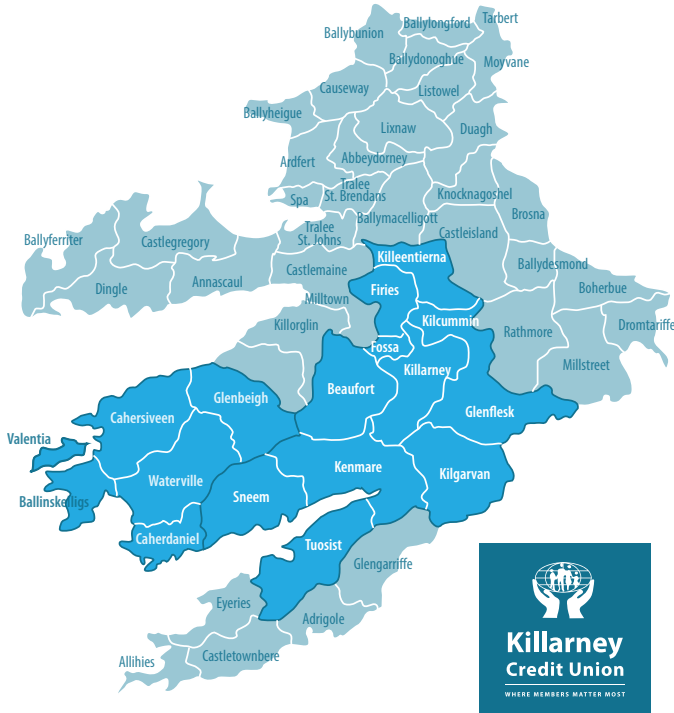 Tarbert
Ballylongford
Ballybunion
Ballydonoghue
Moyvane
Causeway
Listowel
Ballyheigue
Lixnaw
Duagh
Ardfert
Abbeydorney
Tralee
St. Brendans
Spa
Knocknagoshel
Brosna
Ballymacelligott
Tralee
St. Johns
Castleisland
Ballyferriter
Castlegregory
Killeentierna
Ballydesmond
Castlemaine
Annascaul
Dingle
Firies
Boherbue
Milltown
Killorglin
Kilcummin
Rathmore
Dromtariffe
Fossa
Millstreet
Killarney
Beaufort
Glenbeigh
Glenflesk
Cahersiveen
Valentia
Kenmare
Kilgarvan
Waterville
Sneem
Ballinskelligs
Caherdaniel
Tuosist
Glengarriffe
Eyeries
Adrigole
Castletownbere
Allihies
Killarney
Credit Union
WHERE MEMBERS MATTER MOST